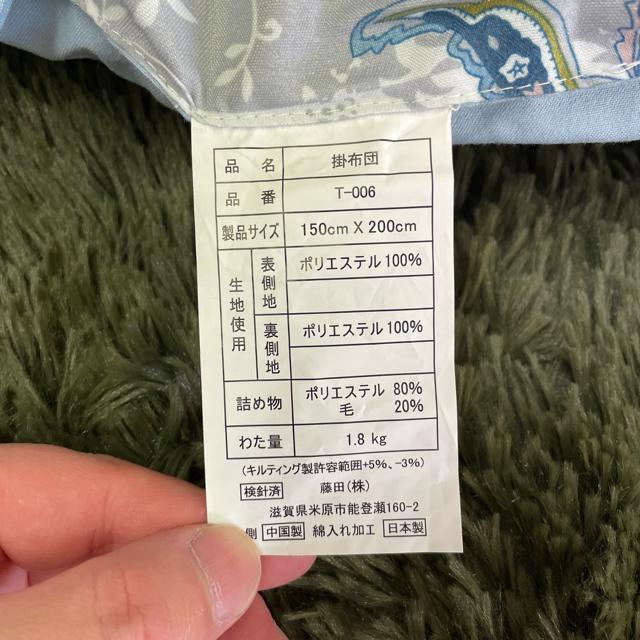 品名 掛布団
品番 T-006
製品サイズ 150cm X 200cm
生地使用 表側地 ポリエステル100%
裏側地 ポリエステル100%
詰め物 ポリエステル 80%
毛 20%
わた量 1.8 kg
(キルティング製許容範囲+5%、-3%)
検針済 藤田(株)
滋賀県米原市能登瀬160-2
側 中国製 綿入れ加工 日本製